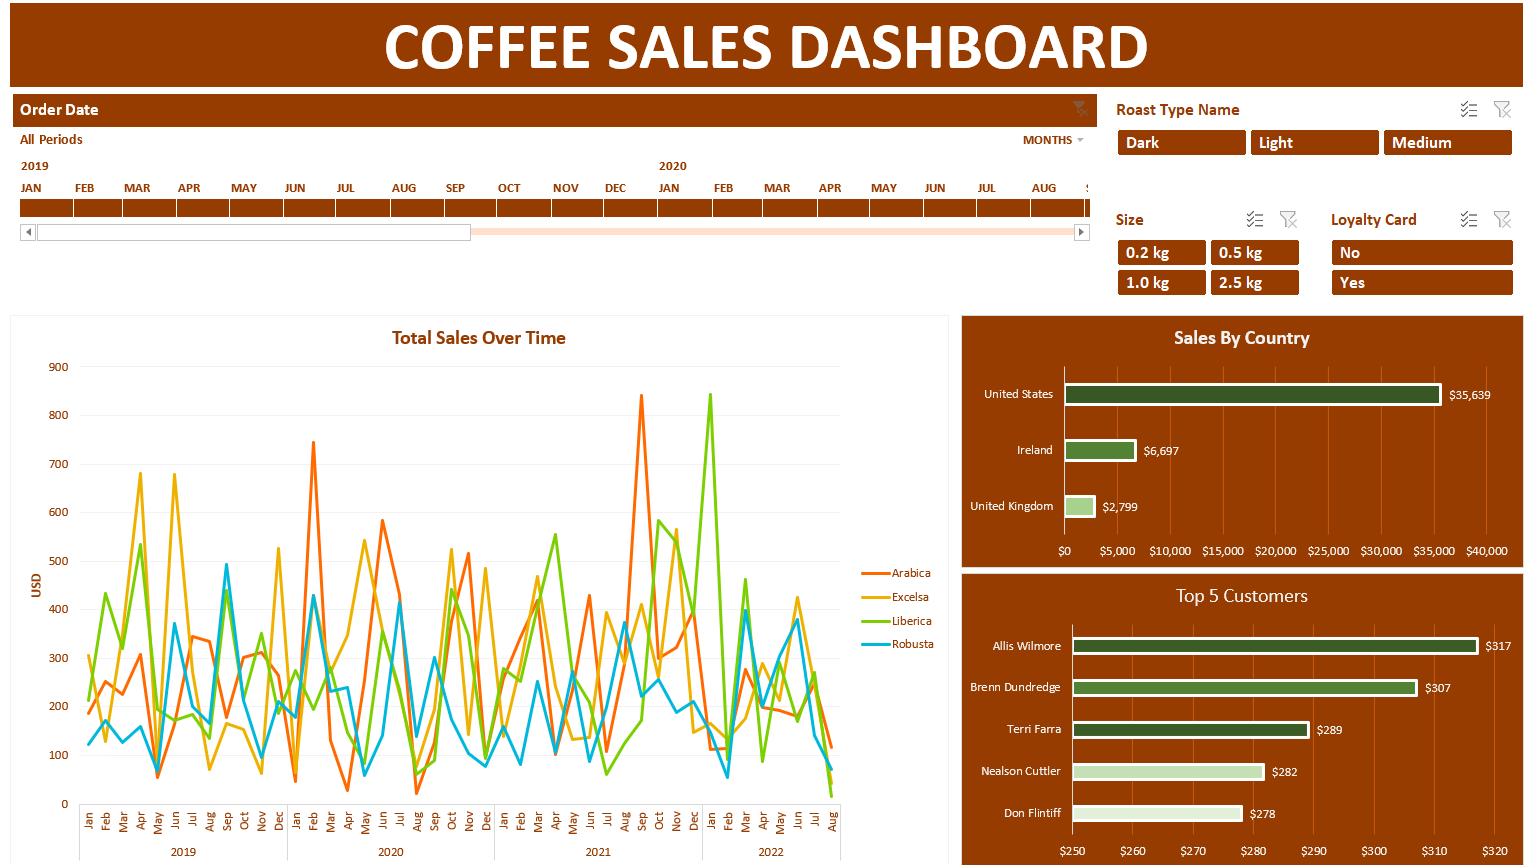 COFFEE SALES DASHBOARD
Order Date
All Periods
MONTHS
2019 2020
JAN FEB MAR APR MAY JUN JUL AUG SEP OCT NOV DEC JAN FEB MAR APR MAY JUN JUL AUG
Roast Type Name
Dark Light Medium
Size
0.2 kg 0.5 kg
1.0 kg 2.5 kg
Loyalty Card
No
Yes
Total Sales Over Time
900
800
700
600
500
400
300
200
100
0
USD
Jan Feb Mar Apr May Jun Jul Aug Sep Oct Nov Dec Jan Feb Mar Apr May Jun Jul Aug Sep Oct Nov Dec Jan Feb Mar Apr May Jun Jul Aug Sep Oct Nov Dec Jan Feb Mar Apr May Jun Jul Aug
2019 2020 2021 2022
Arabica
Excelsa
Liberica
Robusta
Sales By Country
United States $35,639
Ireland $6,697
United Kingdom $2,799
$0 $5,000 $10,000 $15,000 $20,000 $25,000 $30,000 $35,000 $40,000
Top 5 Customers
Allis Wilmore $317
Brenn Dundredge $307
Terri Farra $289
Nealson Cuttler $282
Don Flintiff $278
$250 $260 $270 $280 $290 $300 $310 $320